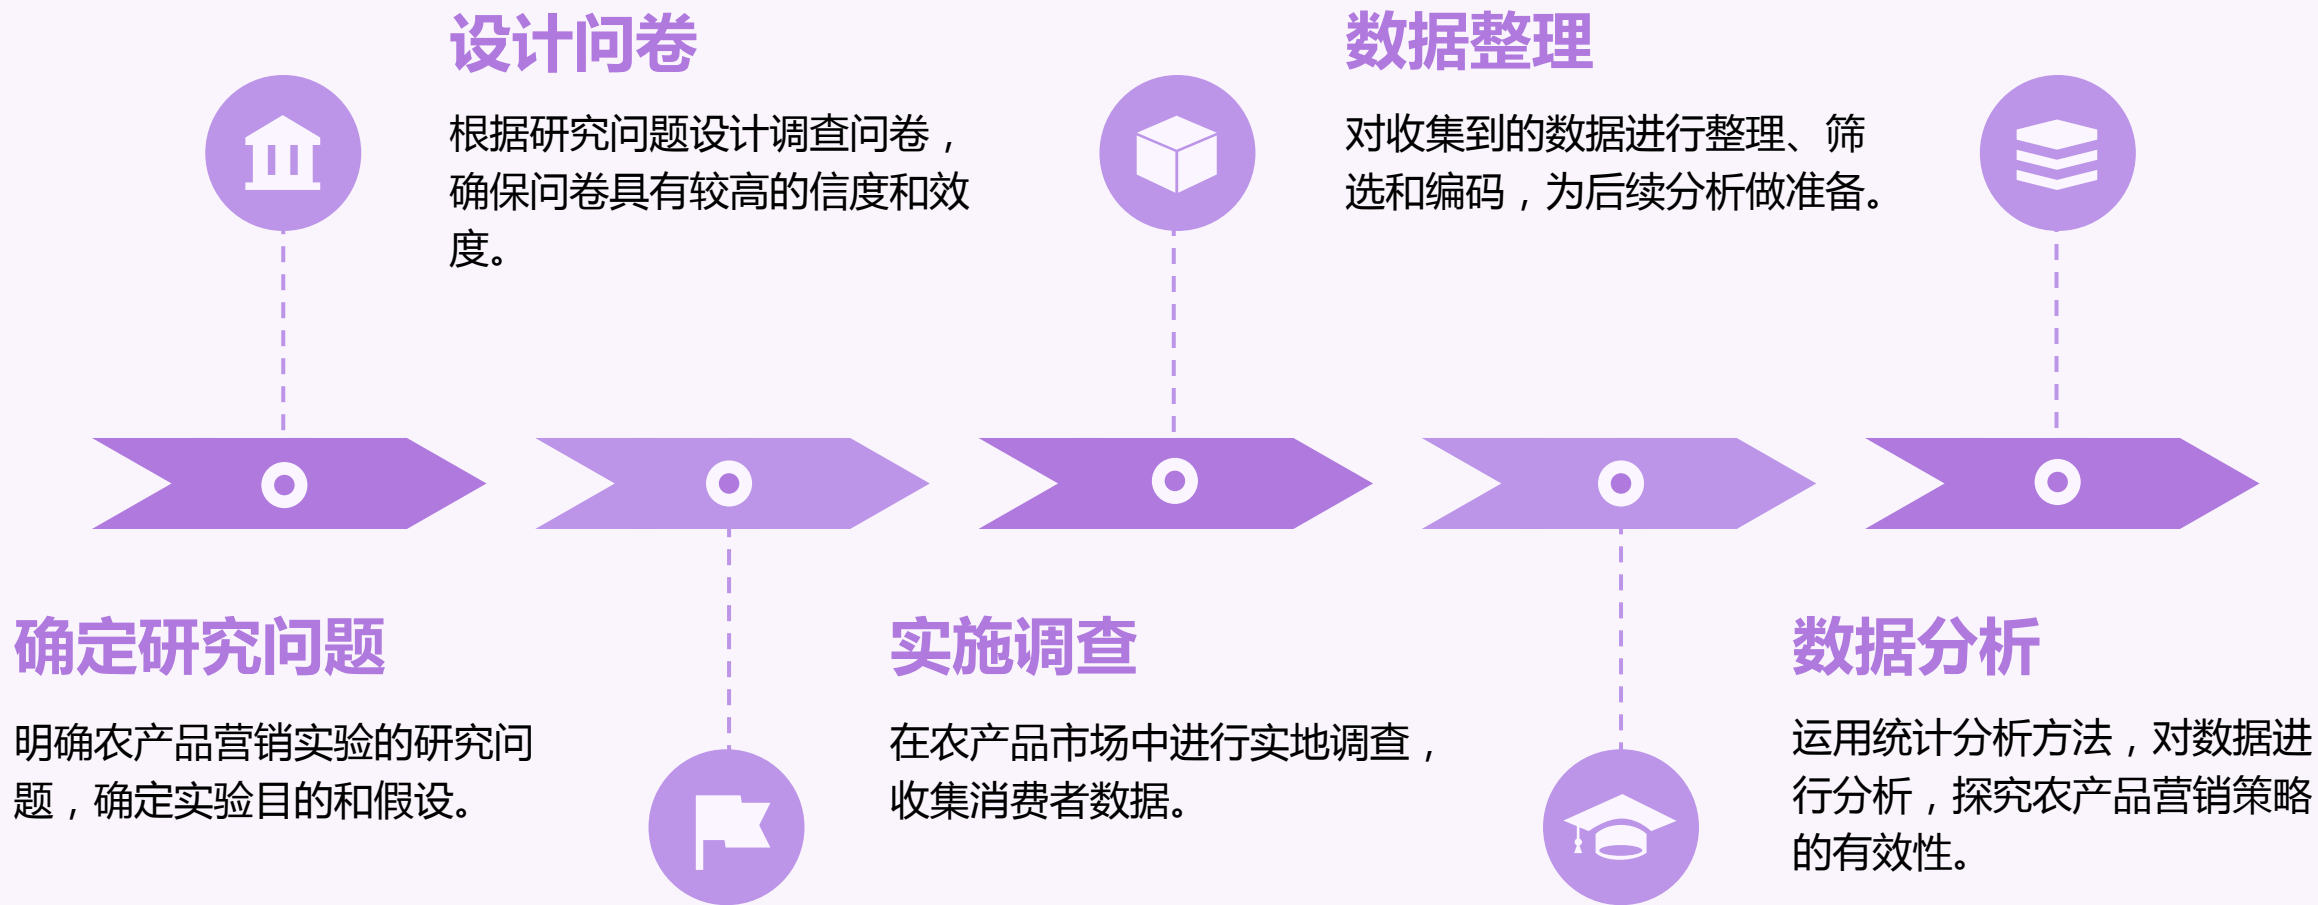 设计问卷
根据研究问题设计调查问卷，
确保问卷具有较高的信度和效
度。
数据整理
对收集到的数据进行整理、筛
选和编码，为后续分析做准备。
确定研究问题
明确农产品营销实验的研究问
题，确定实验目的和假设。
实施调查
在农产品市场中进行实地调查，
收集消费者数据。
数据分析
运用统计分析方法，对数据进
行分析，探究农产品营销策略
的有效性。